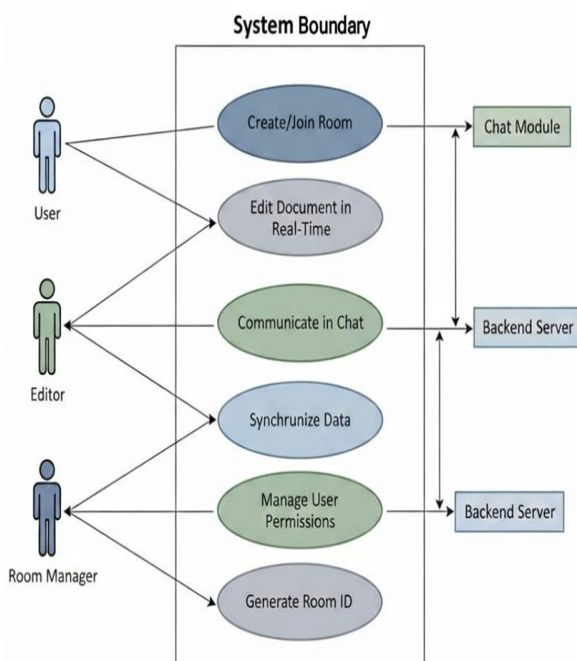 System Boundary
Create/Join Room
Chat Module
User
Edit Document in
Real-Time
Communicate in Chat
Backend Server
Editor
Synchrunize Data
Manage User
Permissions
Backend Server
Room Manager
Generate Room ID